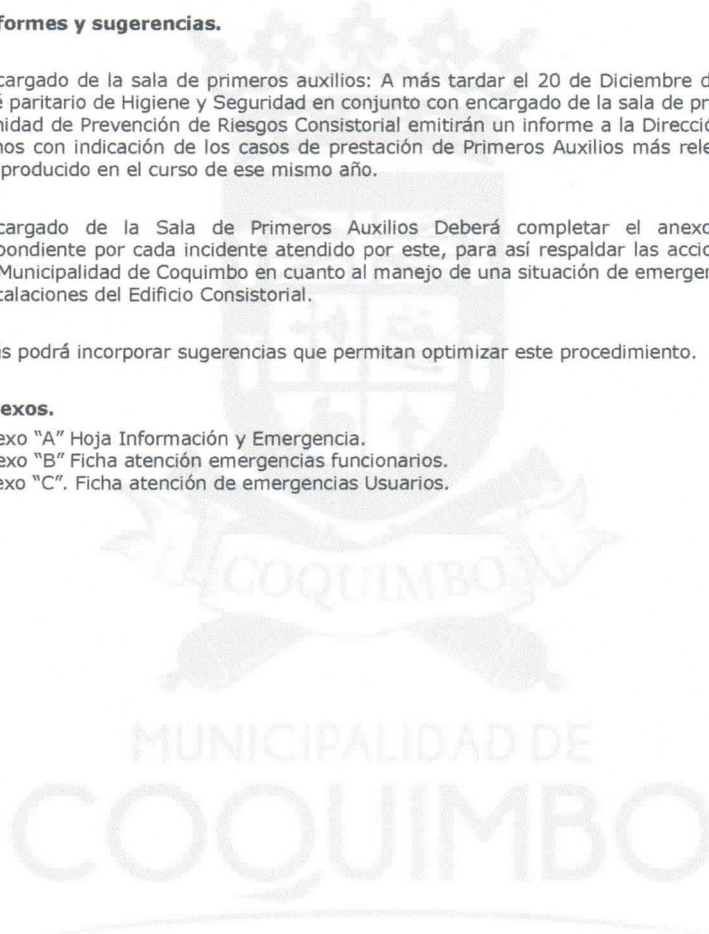 formes y sugerencias.
cargado de la sala de primeros auxilios: A más tardar el 20 de Diciembre d
é paritario de Higiene y Seguridad en conjunto con encargado de la sala de pr
nidad de Prevención de Riesgos Consistorial emitirán un informe a la Direcció
nos con indicación de los casos de prestación de Primeros Auxilios más rele
producido en el curso de ese mismo año.
cargado de la Sala de Primeros Auxilios Deberá completar el anexo
pondiente por cada incidente atendido por este, para así respaldar las accio
Municipalidad de Coquimbo en cuanto al manejo de una situación de emergen
talaciones del Edificio Consistorial.
s podrá incorporar sugerencias que permitan optimizar este procedimiento.
exos.
exo "A" Hoja Información y Emergencia.
exo "B" Ficha atención emergencias funcionarios.
exo "C". Ficha atención de emergencias Usuarios.
COQUIMBO
MUNICIPALIDAD DE
COQUIMBO